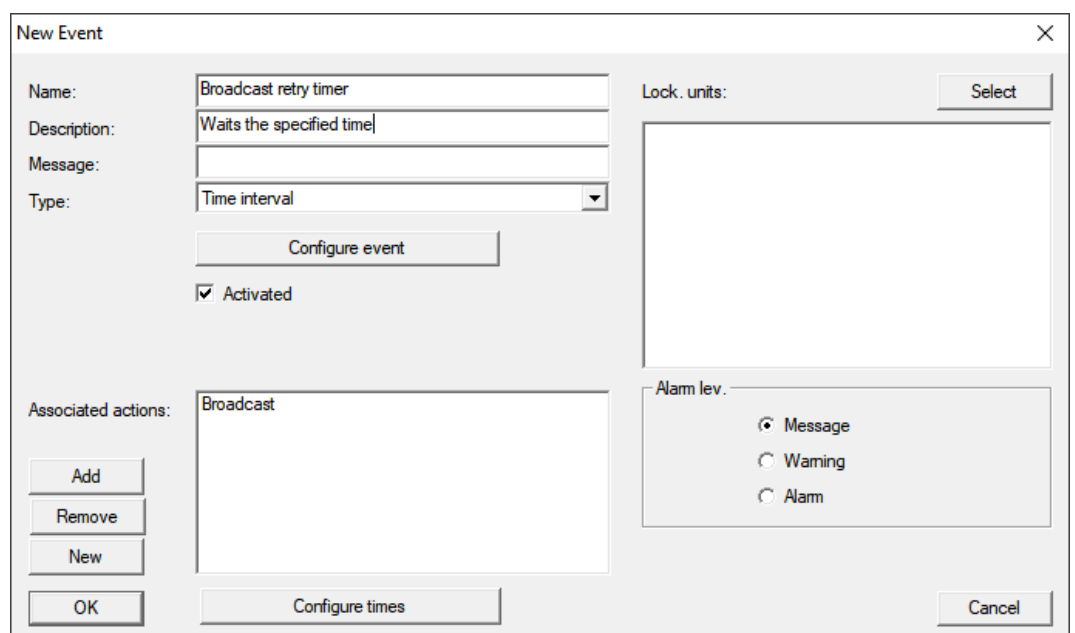 New Event
Name:
Broadcast retry timer
Lock. units:
Select
Description:
Waits the specified time
Message:
Type:
Time interval
Configure event
Activated
Associated actions:
Broadcast
Alarm lev.
Message
Warning
Alarm
Add
Remove
New
OK
Configure times
Cancel